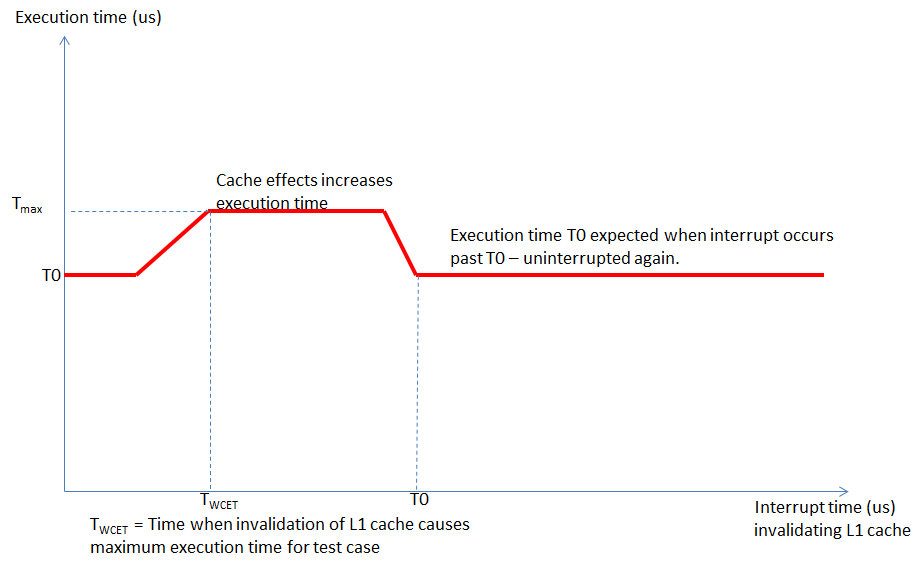 Execution time (us)
Cache effects increases
execution time
Tmax
Execution time T0 expected when interrupt occurs
past T0 – uninterrupted again.
T0
TWCET
T0
Interrupt time (us)
invalidating L1 cache
TWCET = Time when invalidation of L1 cache causes
maximum execution time for test case